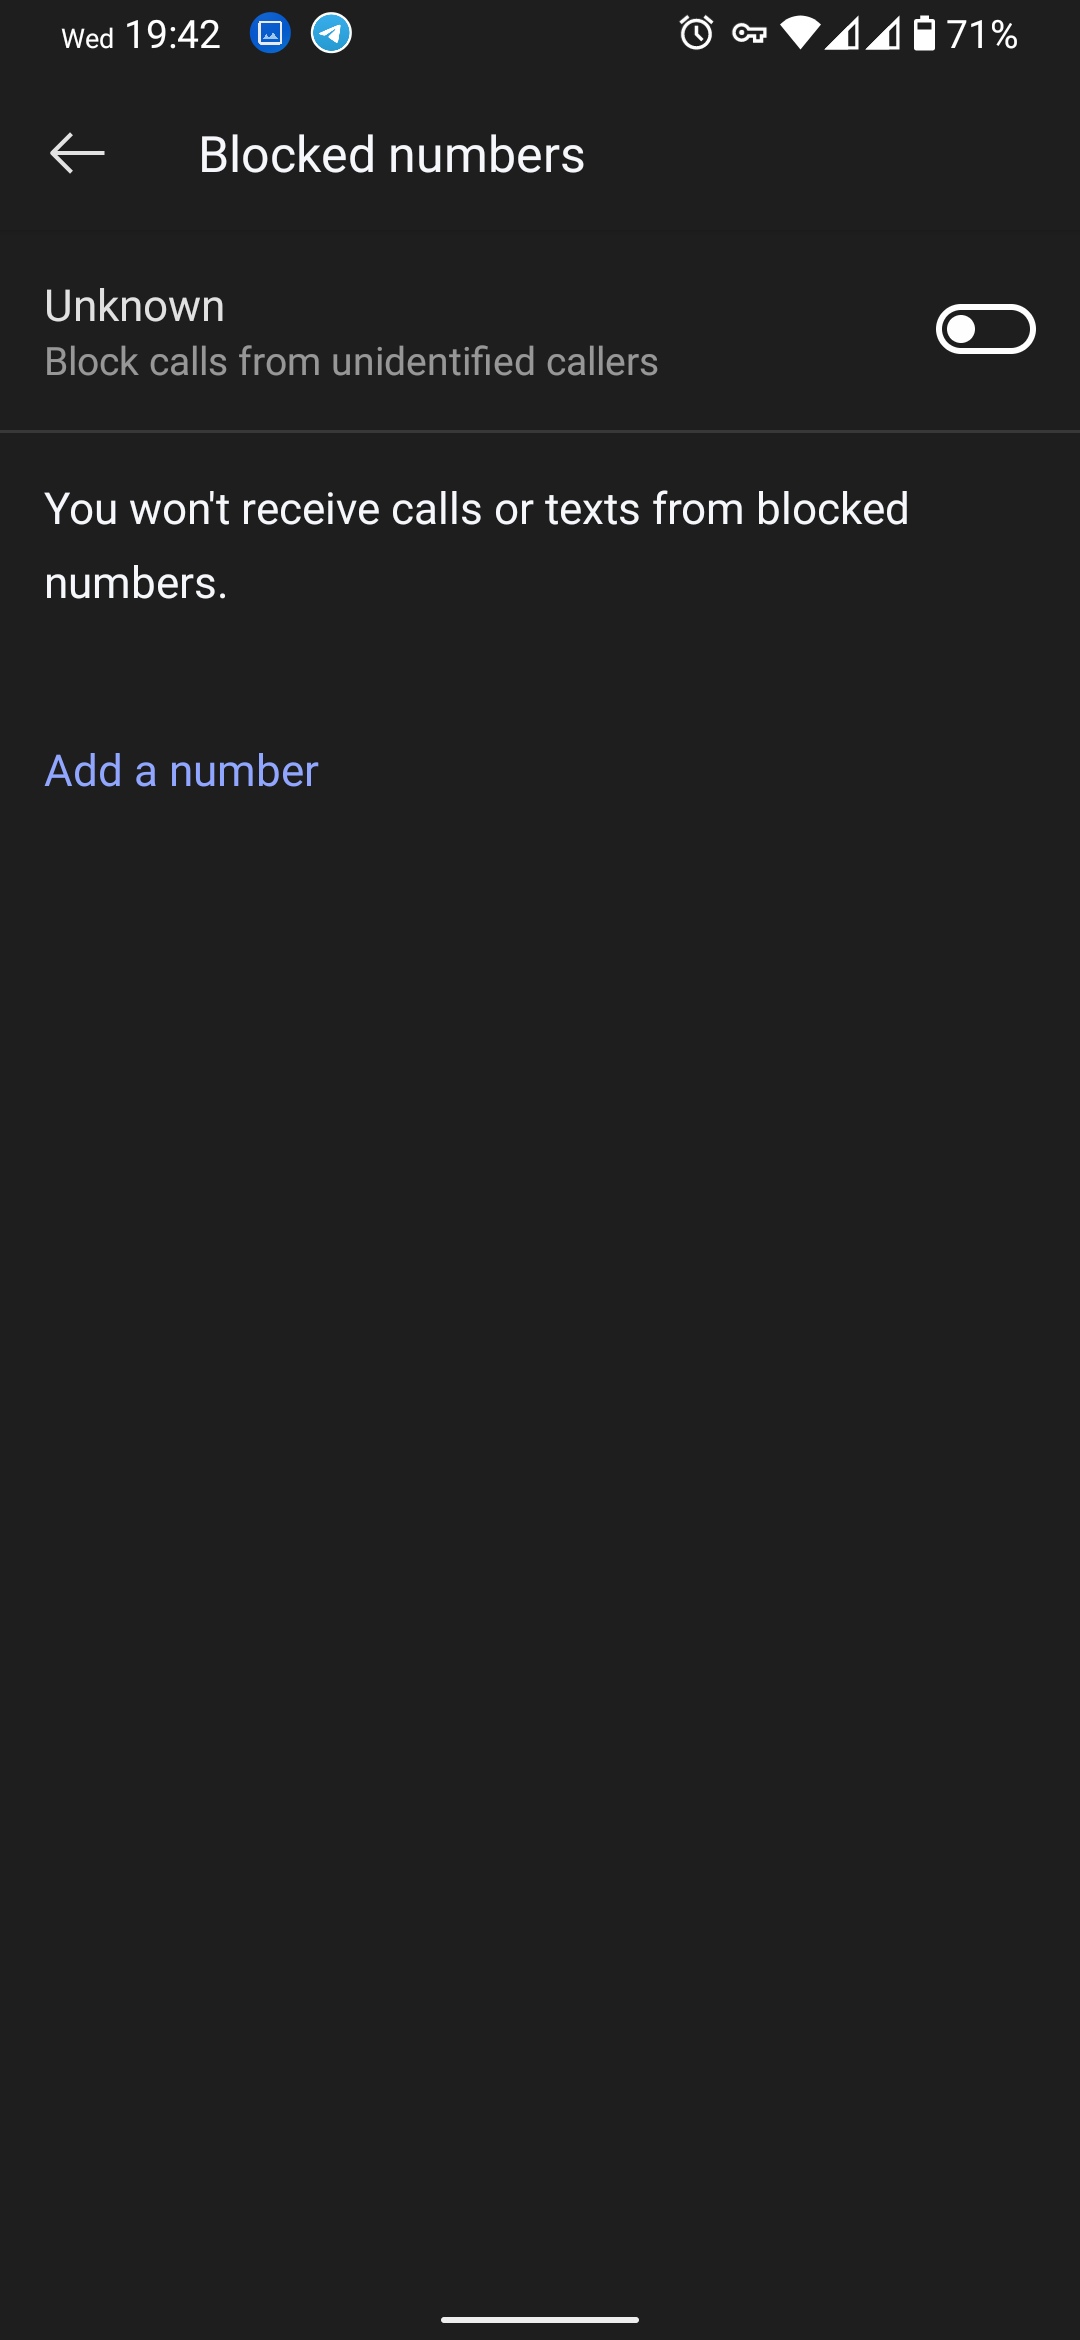 Wed 19:42 71%
Blocked numbers
Unknown
Block calls from unidentified callers
You won't receive calls or texts from blocked
numbers.
Add a number